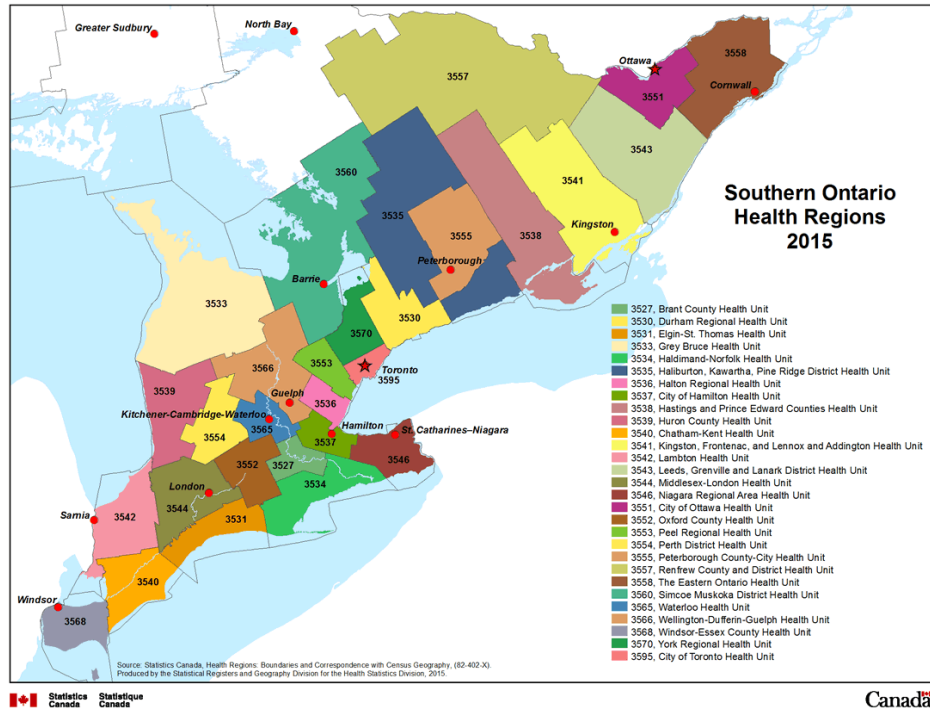 Greater Sudbury
North Bay
3557
Ottawa
3558
3551
Cornwall
3543
3560
3541
3535
Kingston
3555
3538
Peterborough
Barrie
3533
3530
3570
Southern Ontario
Health Regions
2015
3566
3553
Toronto
3595
3539
Guelph
3536
Kitchener-Cambridge-Waterloo
3565
Hamilton
St. Catharines–Niagara
3554
3537
3546
3552
3527
3534
London
3544
3531
Sarnia
3542
3540
Windsor
3568
3527, Brant County Health Unit
3530, Durham Regional Health Unit
3531, Elgin-St. Thomas Health Unit
3533, Grey Bruce Health Unit
3534, Haldimand-Norfolk Health Unit
3535, Haliburton, Kawartha, Pine Ridge District Health Unit
3536, Halton Regional Health Unit
3537, City of Hamilton Health Unit
3538, Hastings and Prince Edward Counties Health Unit
3539, Huron County Health Unit
3540, Chatham-Kent Health Unit
3541, Kingston, Frontenac, and Lennox and Addington Health Unit
3542, Lambton Health Unit
3543, Leeds, Grenville and Lanark District Health Unit
3544, Middlesex-London Health Unit
3546, Niagara Regional Area Health Unit
3551, City of Ottawa Health Unit
3552, Oxford County Health Unit
3553, Peel Regional Health Unit
3554, Perth District Health Unit
3555, Peterborough County-City Health Unit
3557, Renfrew County and District Health Unit
3558, The Eastern Ontario Health Unit
3560, Simcoe Muskoka District Health Unit
3565, Waterloo Health Unit
3566, Wellington-Dufferin-Guelph Health Unit
3568, Windsor-Essex County Health Unit
3570, York Regional Health Unit
3595, City of Toronto Health Unit
Source: Statistics Canada, Health Regions: Boundaries and Correspondence with Census Geography, (82-402-X).
Produced by the Statistical Registers and Geography Division for the Health Statistics Division, 2015.
Statistics Statistique
Canada Canada
Canada